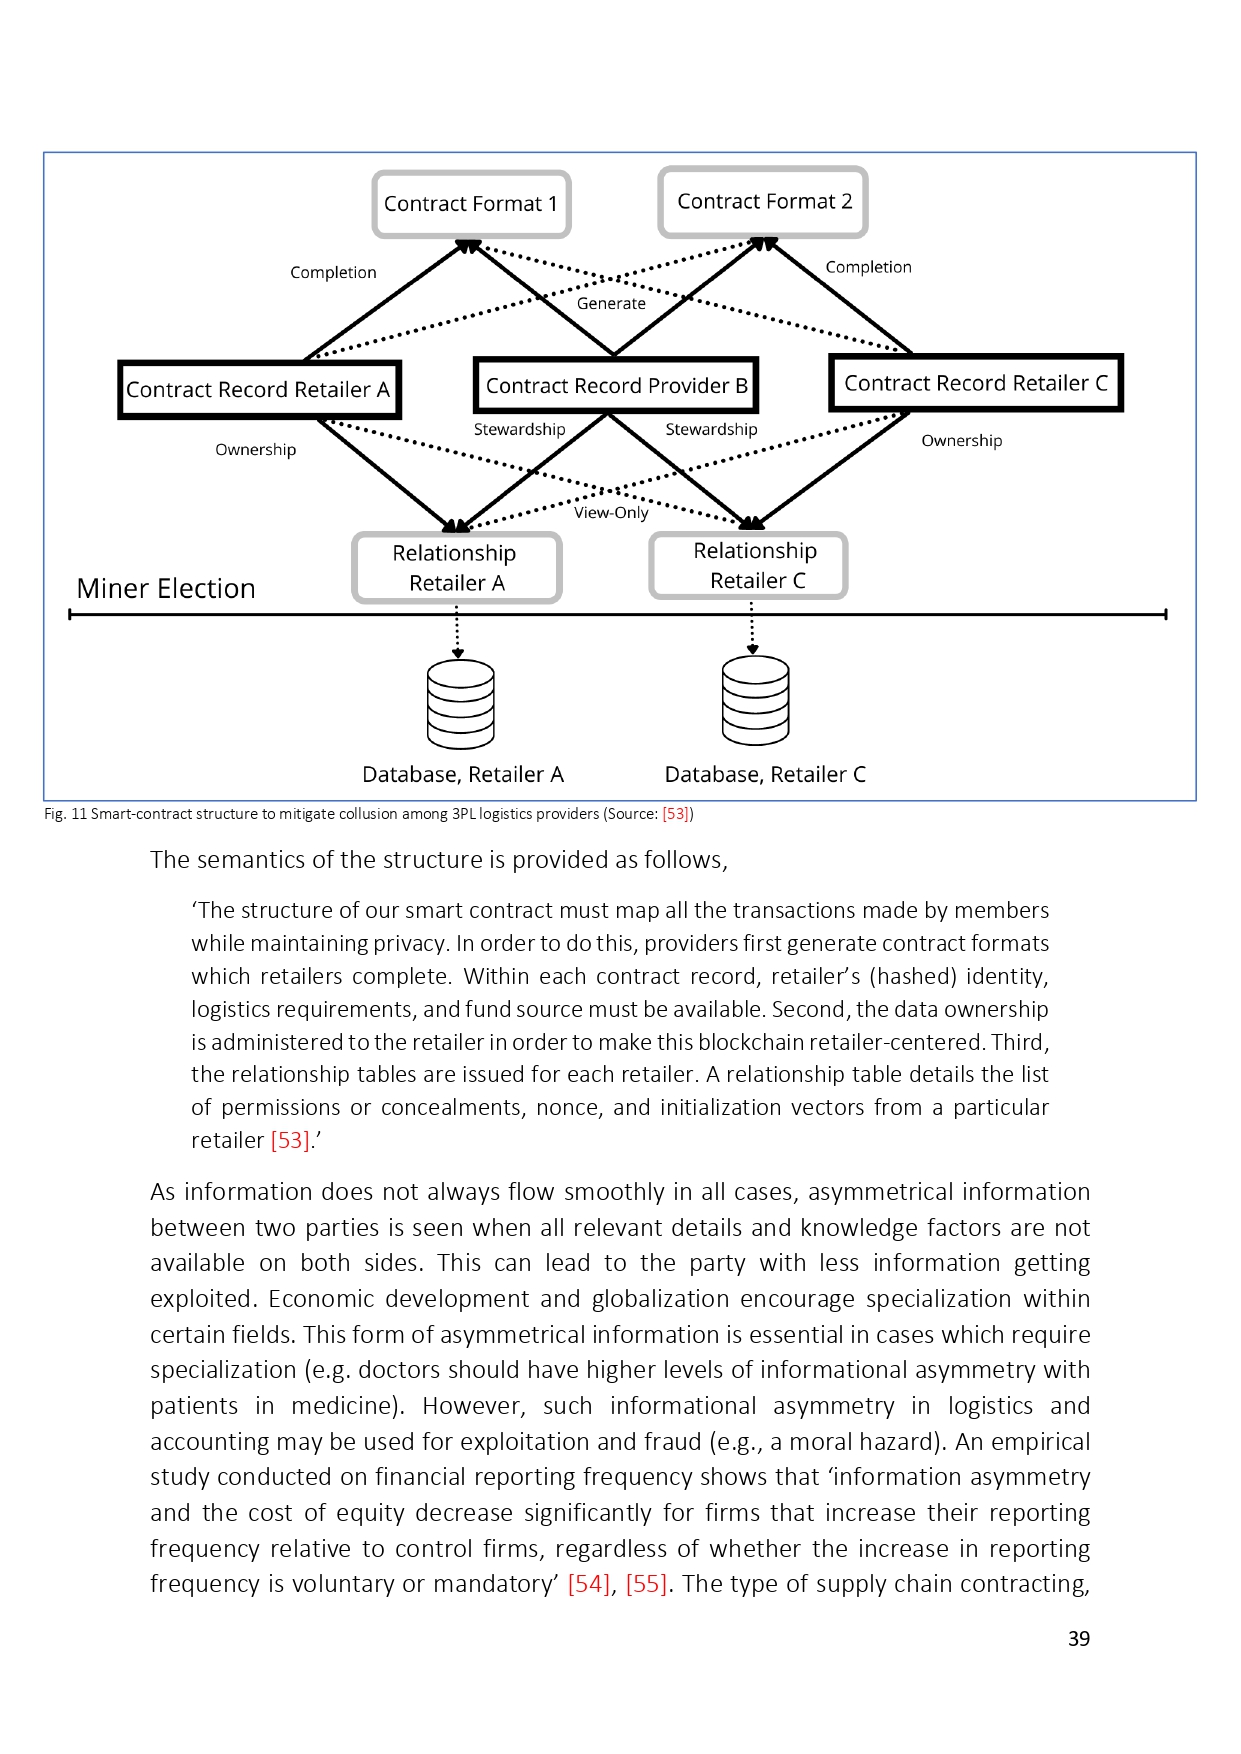 Contract Format 1
Contract Format 2
Completion
Completion
Generate
Contract Record Retailer A
Contract Record Provider B
Contract Record Retailer C
Stewardship
Stewardship
Ownership
Ownership
View-Only
Relationship
Retailer A
Relationship
Retailer C
Miner Election
Database, Retailer A
Database, Retailer C
Fig. 11 Smart-contract structure to mitigate collusion among 3PL logistics providers (Source: [53])
The semantics of the structure is provided as follows,
‘The structure of our smart contract must map all the transactions made by members
while maintaining privacy. In order to do this, providers first generate contract formats
which retailers complete. Within each contract record, retailer’s (hashed) identity,
logistics requirements, and fund source must be available. Second, the data ownership
is administered to the retailer in order to make this blockchain retailer-centered. Third,
the relationship tables are issued for each retailer. A relationship table details the list
of permissions or concealments, nonce, and initialization vectors from a particular
retailer [53].’
As information does not always flow smoothly in all cases, asymmetrical information
between two parties is seen when all relevant details and knowledge factors are not
available on both sides. This can lead to the party with less information getting
exploited. Economic development and globalization encourage specialization within
certain fields. This form of asymmetrical information is essential in cases which require
specialization (e.g. doctors should have higher levels of informational asymmetry with
patients in medicine). However, such informational asymmetry in logistics and
accounting may be used for exploitation and fraud (e.g., a moral hazard). An empirical
study conducted on financial reporting frequency shows that ‘information asymmetry
and the cost of equity decrease significantly for firms that increase their reporting
frequency relative to control firms, regardless of whether the increase in reporting
frequency is voluntary or mandatory’ [54], [55]. The type of supply chain contracting,
39